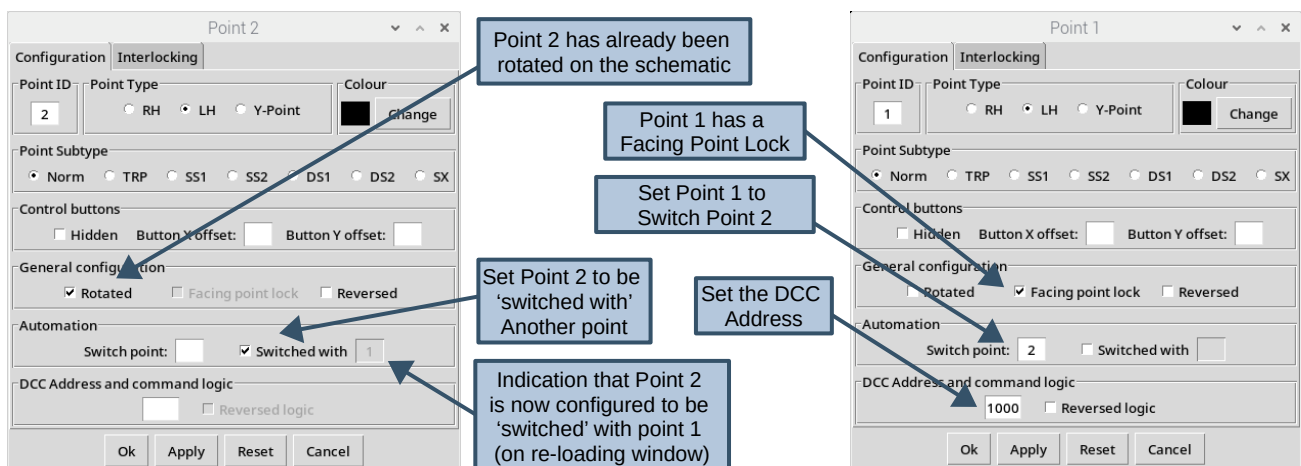 Point 2
Configuration Interlocking
Point ID Point Type Colour
2 RH LH Y-Point Change
Point Subtype
Norm TRP SS1 SS2 DS1 DS2 SX
Control buttons
Hidden Button X offset: Button Y offset:
General configuration
Rotated Facing point lock Reversed
Automation
Switch point: Switched with 1
DCC Address and command logic
Reversed logic
Ok Apply Reset Cancel
Point 2 has already been
rotated on the schematic
Point 1 has a
Facing Point Lock
Set Point 1 to
Switch Point 2
Set Point 2 to be
‘switched with’
Another point
Set the DCC
Address
Indication that Point 2
is now configured to be
‘switched’ with point 1
(on re-loading window)
Point 1
Configuration Interlocking
Point ID Point Type Colour
1 RH LH Y-Point Change
Point Subtype
Norm TRP SS1 SS2 DS1 DS2 SX
Control buttons
Hidden Button X offset: Button Y offset:
General configuration
Rotated Facing point lock Reversed
Automation
Switch point: 2 Switched with
DCC Address and command logic
1000 Reversed logic
Ok Apply Reset Cancel